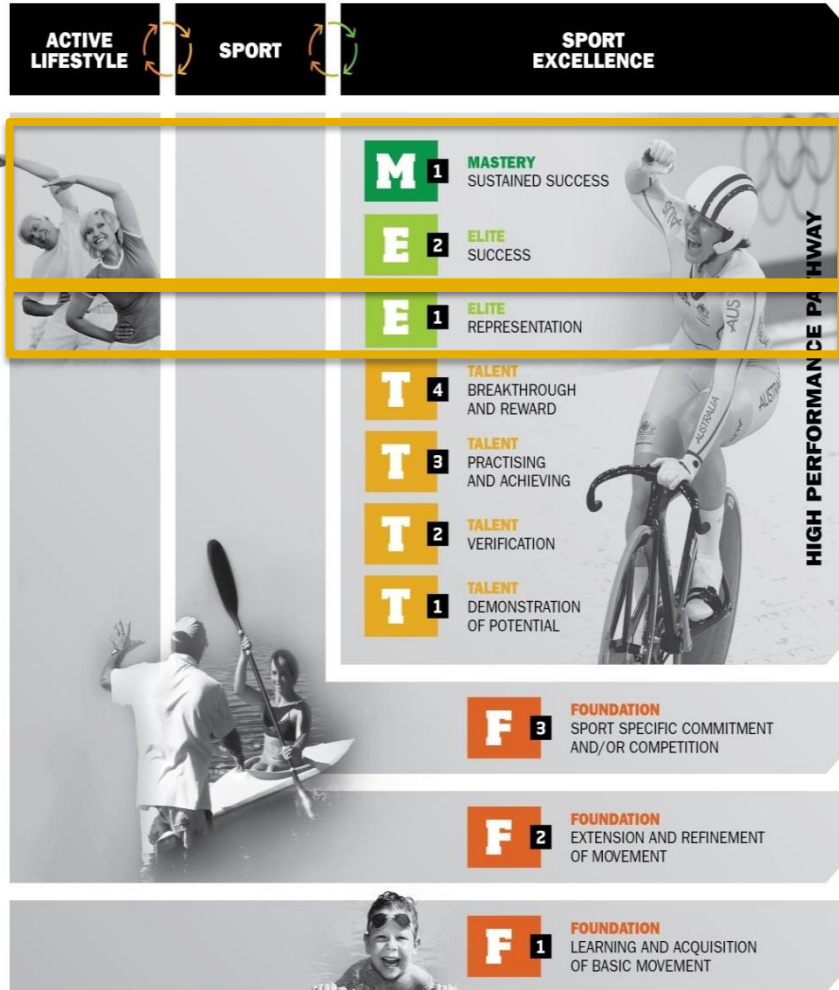 ACTIVE
LIFESTYLE
SPORT
SPORT
EXCELLENCE
M 1 MASTERY
SUSTAINED SUCCESS
E 2 ELITE
SUCCESS
E 1 ELITE
REPRESENTATION
T 4 TALENT
BREAKTHROUGH
AND REWARD
T 3 TALENT
PRACTISING
AND ACHIEVING
T 2 TALENT
VERIFICATION
T 1 TALENT
DEMONSTRATION
OF POTENTIAL
HIGH PERFORMANCE PATHWAY
AUS
AUS
AUSTRALIA
F 3 FOUNDATION
SPORT SPECIFIC COMMITMENT
AND/OR COMPETITION
F 2 FOUNDATION
EXTENSION AND REFINEMENT
OF MOVEMENT
F 1 FOUNDATION
LEARNING AND ACQUISITION
OF BASIC MOVEMENT